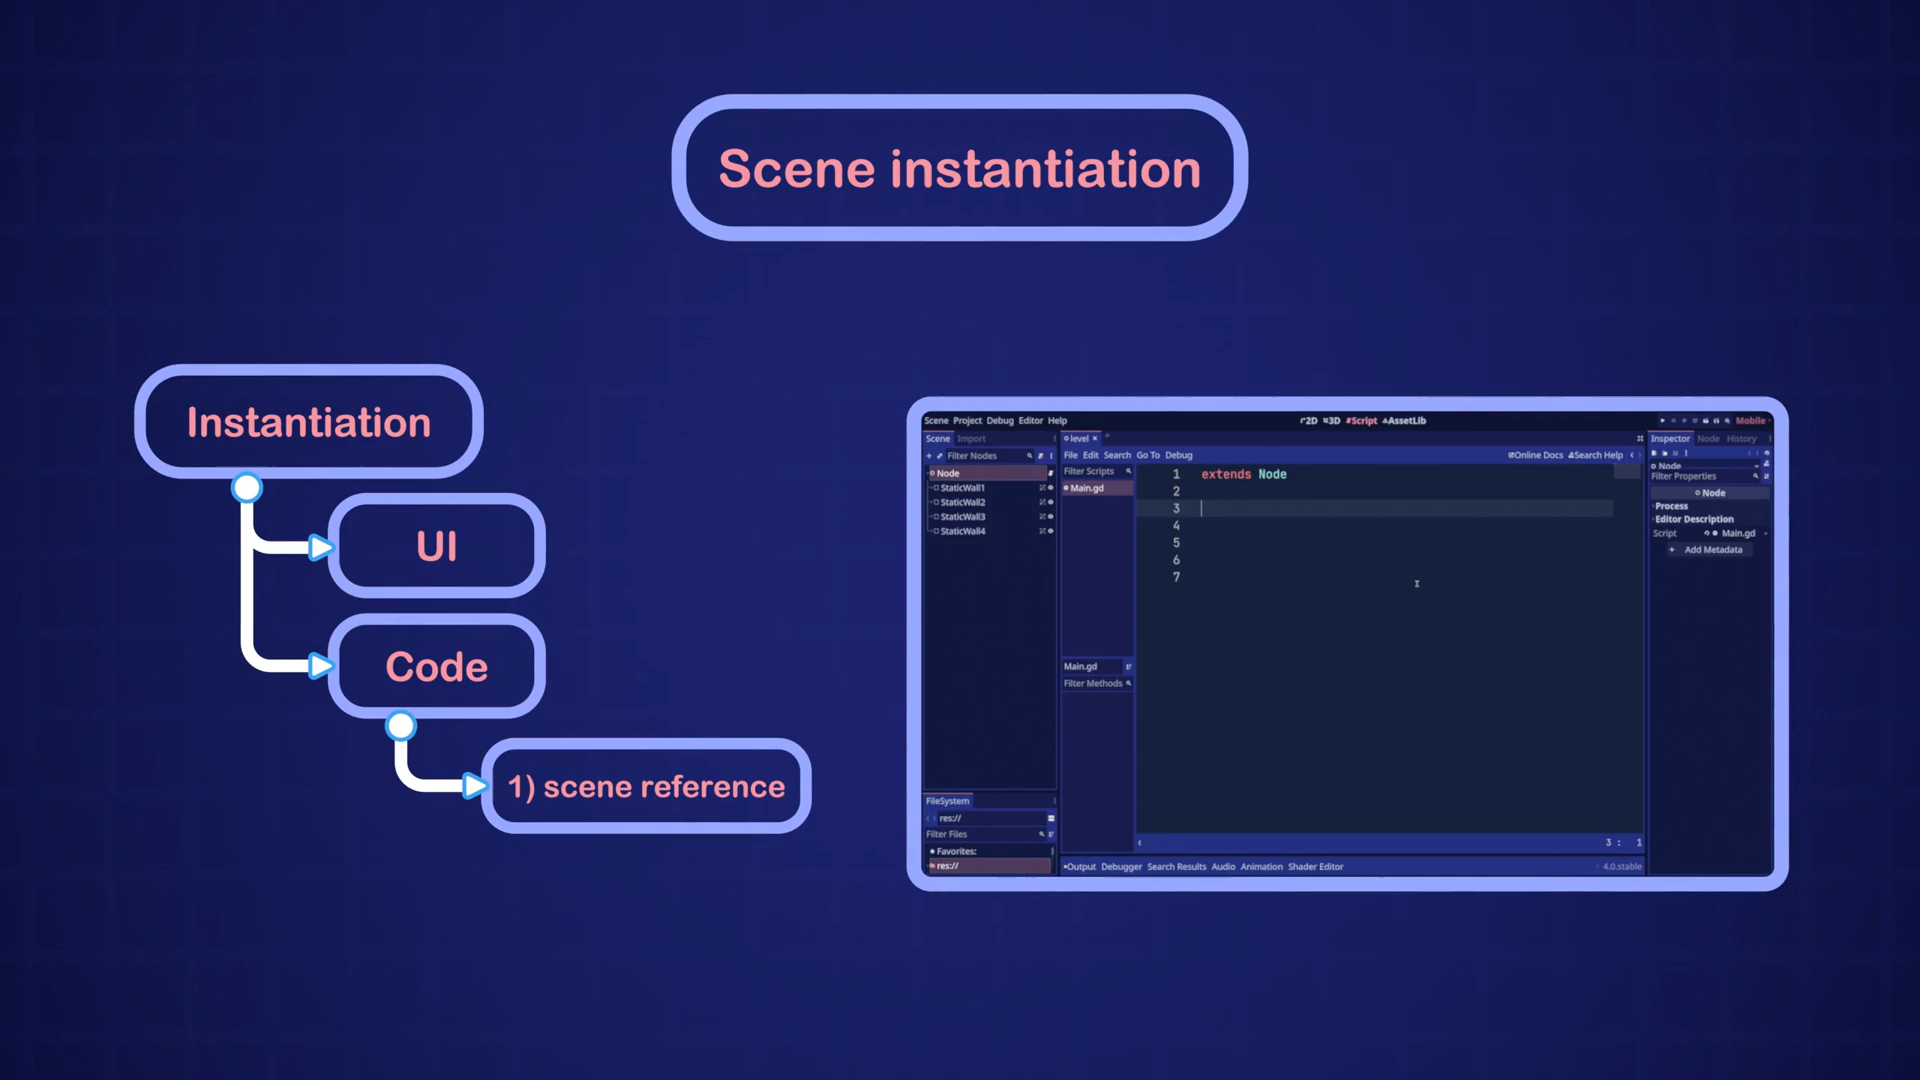 Scene instantiation
Instantiation
UI
Code
1) scene reference
Scene Project Debug Editor Help
2D 3D Script AssetLib
Mobile
Scene Import
Filter Nodes
Node
StaticWall1
StaticWall2
StaticWall3
StaticWall4
FileSystem
res://
Filter Files
Favorites:
res://
level
File Edit Search Go To Debug
Online Docs Search Help
Filter Scripts
Main.gd
Main.gd
Filter Methods
1 extends Node
2
3
4
5
6
7
3 : 1
Output Debugger Search Results Audio Animation Shader Editor
4.0.stable
Inspector Node History
Node
Filter Properties
Node
Process
Editor Description
Script Main.gd
+ Add Metadata